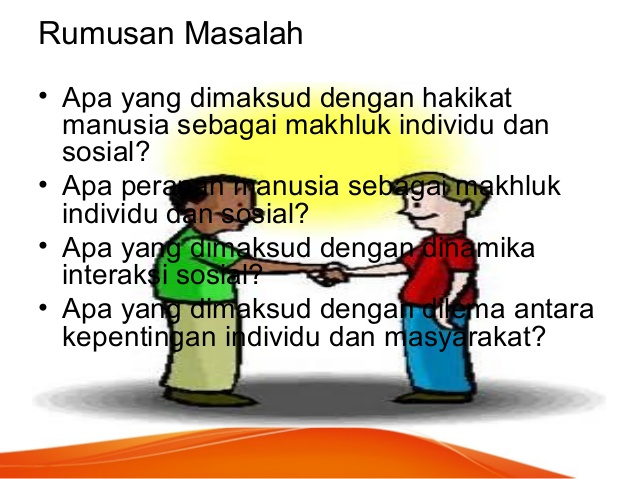 Rumusan Masalah
• Apa yang dimaksud dengan hakikat
manusia sebagai makhluk individu dan
sosial?
• Apa peranan manusia sebagai makhluk
individu dan sosial?
• Apa yang dimaksud dengan dinamika
interaksi sosial?
• Apa yang dimaksud dengan dilema antara
kepentingan individu dan masyarakat?